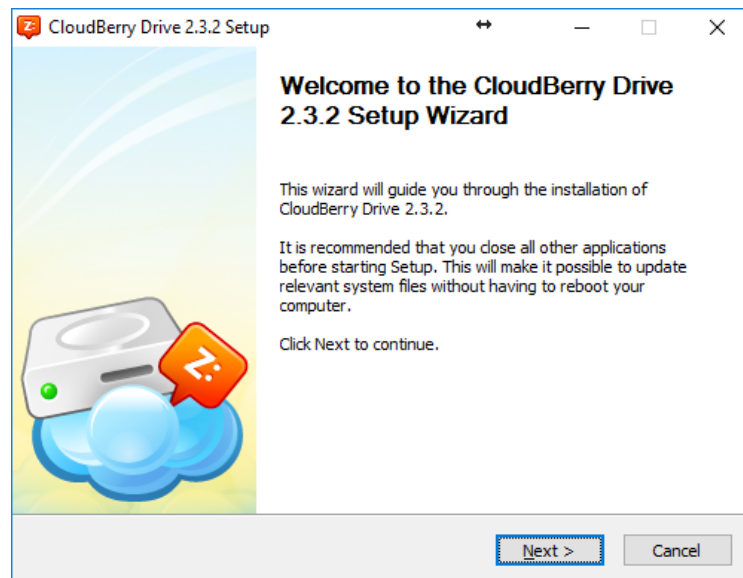 CloudBerry Drive 2.3.2 Setup
Welcome to the CloudBerry Drive
2.3.2 Setup Wizard
This wizard will guide you through the installation of
CloudBerry Drive 2.3.2.
It is recommended that you close all other applications
before starting Setup. This will make it possible to update
relevant system files without having to reboot your
computer.
Click Next to continue.
Z:
Next >
Cancel